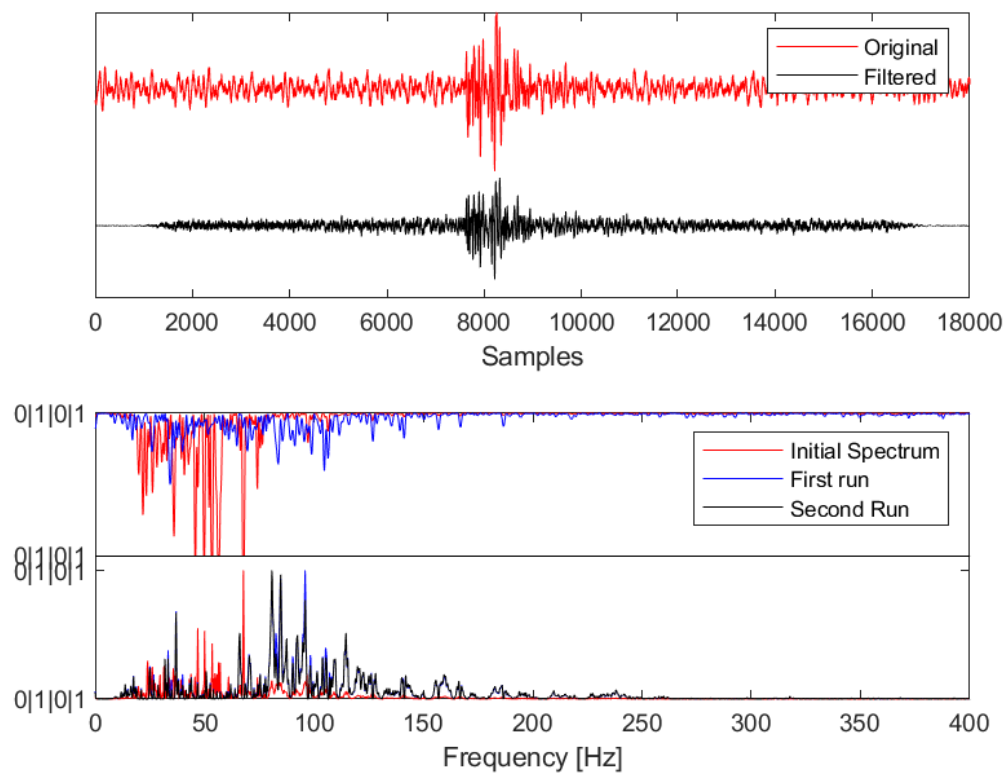 Original
Filtered
0 2000 4000 6000 8000 10000 12000 14000 16000 18000
Samples
0|1|0|1
Initial Spectrum
First run
Second Run
0|1|0|1
0|1|0|1
0|1|0|1
0 50 100 150 200 250 300 350 400
Frequency [Hz]